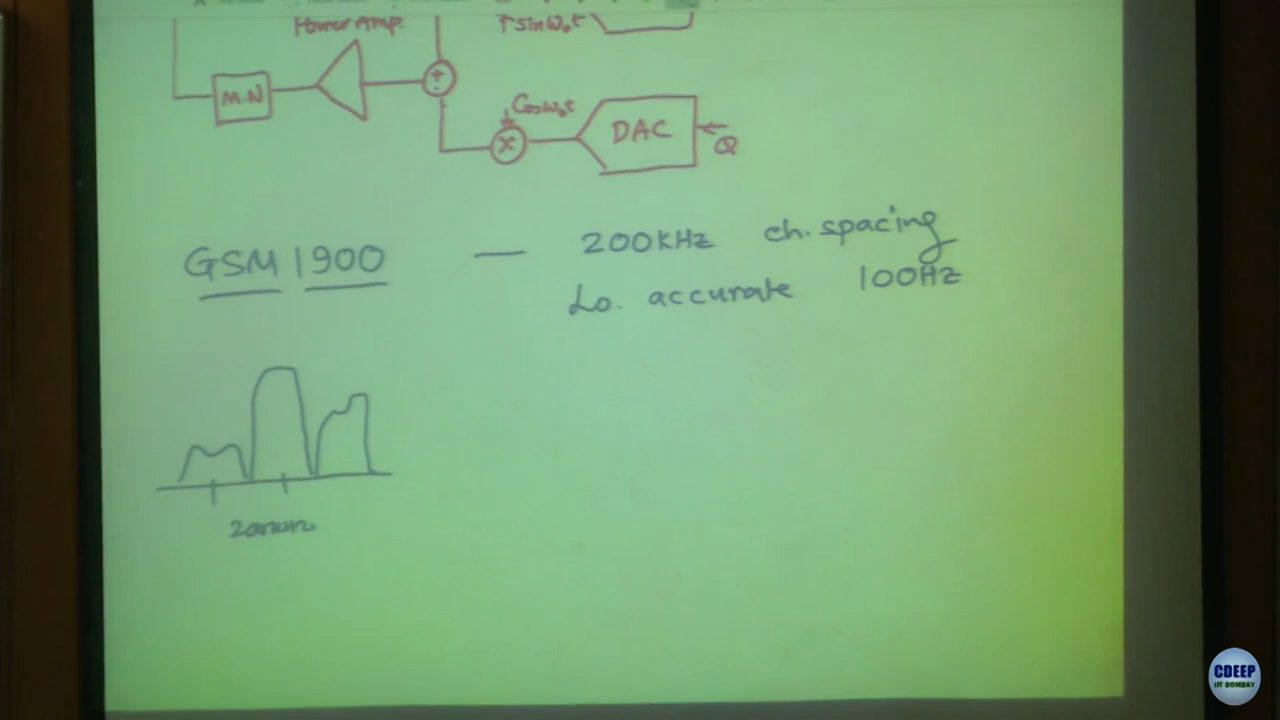 Power Amp.
↑ sinω₀t
M.N
+
-
Cosω₀t
X
DAC
Q
GSM 1900 — 200KHz ch. spacing
Lo. accurate 100Hz
200KHz
CDEEP
IIT BOMBAY